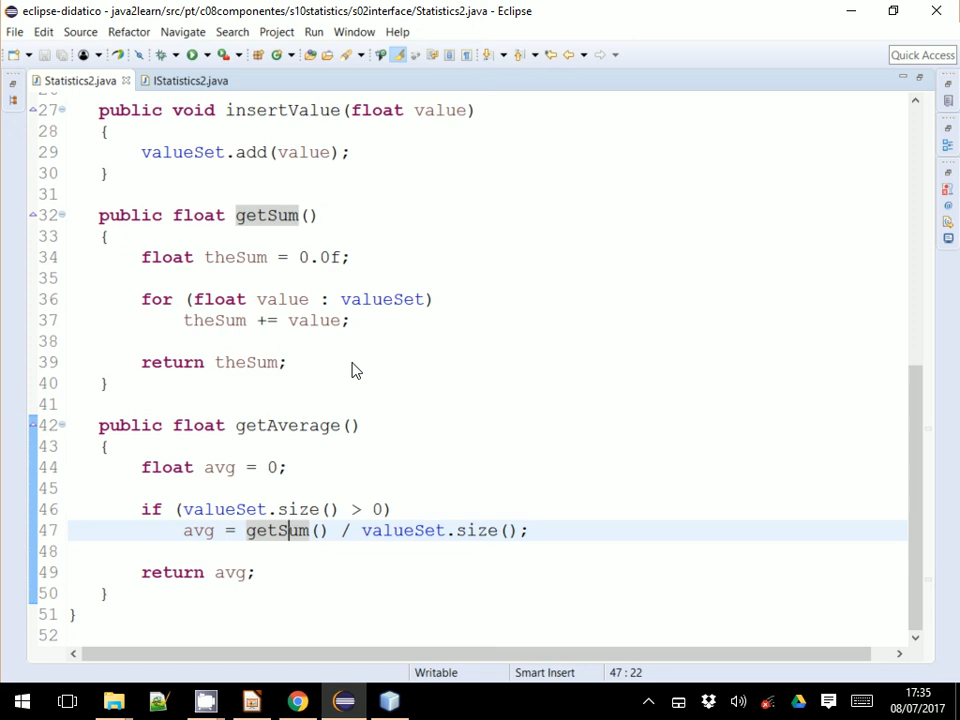 eclipse-didatico - java2learn/src/pt/c08componentes/s10statistics/s02interface/Statistics2.java - Eclipse
File Edit Source Refactor Navigate Search Project Run Window Help
Quick Access
Statistics2.java IStatistics2.java
27 public void insertValue(float value)
28 {
29 valueSet.add(value);
30 }
31
32 public float getSum()
33 {
34 float theSum = 0.0f;
35
36 for (float value : valueSet)
37 theSum += value;
38
39 return theSum;
40 }
41
42 public float getAverage()
43 {
44 float avg = 0;
45
46 if (valueSet.size() > 0)
47 avg = getSum() / valueSet.size();
48
49 return avg;
50 }
51 }
52
Writable Smart Insert 47 : 22
17:35
08/07/2017